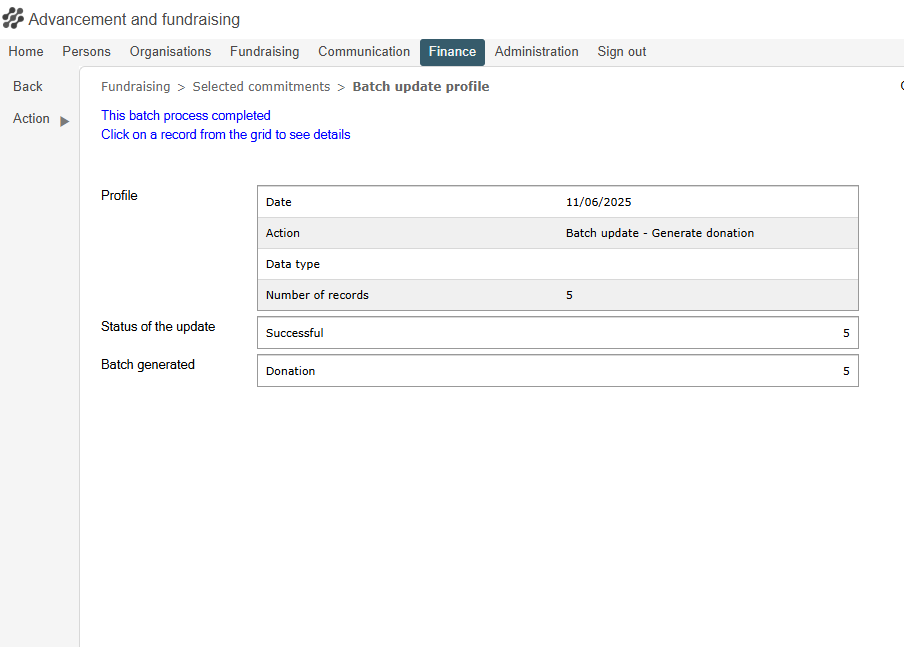 Advancement and fundraising
Home Persons Organisations Fundraising Communication Finance Administration Sign out
Back
Action
Fundraising > Selected commitments > Batch update profile
This batch process completed
Click on a record from the grid to see details
Profile
Date 11/06/2025
Action Batch update - Generate donation
Data type
Number of records 5
Status of the update
Successful 5
Batch generated
Donation 5